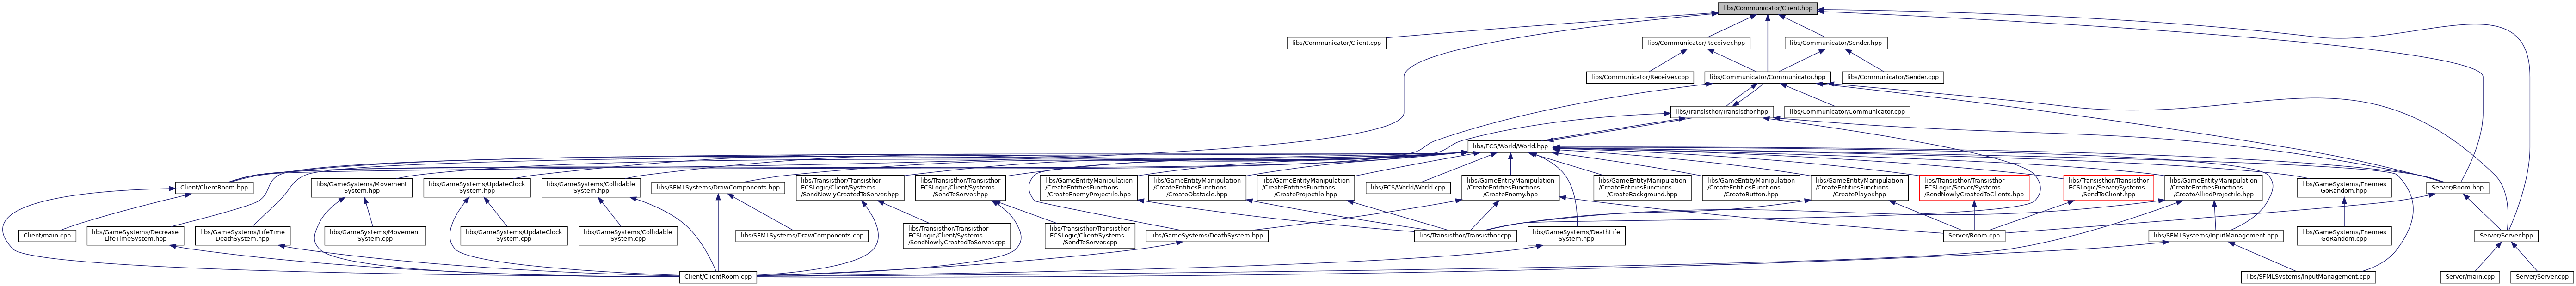 libs/Communicator/Client.hpp
libs/Communicator/Client.cpp
libs/Communicator/Receiver.hpp
libs/Communicator/Sender.hpp
libs/Communicator/Receiver.cpp
libs/Communicator/Communicator.hpp
libs/Communicator/Sender.cpp
libs/Transisthor/Transisthor.hpp
libs/Communicator/Communicator.cpp
libs/ECS/World/World.hpp
Client/ClientRoom.hpp
libs/GameSystems/Movement
System.hpp
libs/GameSystems/UpdateClock
System.hpp
libs/GameSystems/Collidable
System.hpp
libs/SFMLSystems/DrawComponents.hpp
libs/Transisthor/Transisthor
ECSLogic/Client/Systems
/SendNewlyCreatedToServer.hpp
libs/Transisthor/Transisthor
ECSLogic/Client/Systems
/SendToServer.hpp
libs/GameEntityManipulation
/CreateEntitiesFunctions
/CreateEnemyProjectile.hpp
libs/GameEntityManipulation
/CreateEntitiesFunctions
/CreateObstacle.hpp
libs/GameEntityManipulation
/CreateEntitiesFunctions
/CreateProjectile.hpp
libs/ECS/World/World.cpp
libs/GameEntityManipulation
/CreateEntitiesFunctions
/CreateEnemy.hpp
libs/GameEntityManipulation
/CreateEntitiesFunctions
/CreateBackground.hpp
libs/GameEntityManipulation
/CreateEntitiesFunctions
/CreateButton.hpp
libs/GameEntityManipulation
/CreateEntitiesFunctions
/CreatePlayer.hpp
libs/Transisthor/Transisthor
ECSLogic/Server/Systems
/SendNewlyCreatedToClients.hpp
libs/Transisthor/Transisthor
ECSLogic/Server/Systems
/SendToClient.hpp
libs/GameEntityManipulation
/CreateEntitiesFunctions
/CreateAlliedProjectile.hpp
libs/GameSystems/Enemies
GoRandom.hpp
Server/Room.hpp
Client/main.cpp
libs/GameSystems/Decrease
LifeTimeSystem.hpp
libs/GameSystems/LifeTime
DeathSystem.hpp
libs/GameSystems/Movement
System.cpp
libs/GameSystems/UpdateClock
System.cpp
libs/GameSystems/Collidable
System.cpp
libs/SFMLSystems/DrawComponents.cpp
libs/Transisthor/Transisthor
ECSLogic/Client/Systems
/SendNewlyCreatedToServer.cpp
libs/Transisthor/Transisthor
ECSLogic/Client/Systems
/SendToServer.cpp
libs/GameSystems/DeathSystem.hpp
libs/Transisthor/Transisthor.cpp
libs/GameSystems/DeathLife
System.hpp
Server/Room.cpp
libs/SFMLSystems/InputManagement.hpp
libs/GameSystems/Enemies
GoRandom.cpp
Server/Server.hpp
Client/ClientRoom.cpp
libs/SFMLSystems/InputManagement.cpp
Server/main.cpp
Server/Server.cpp